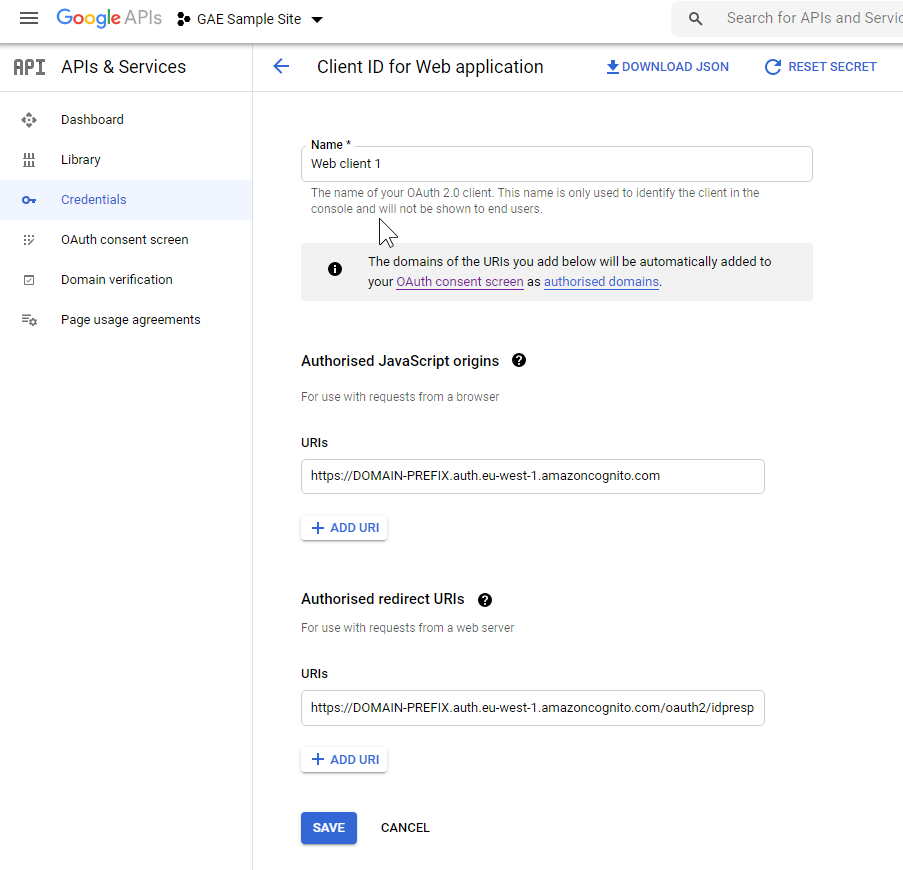 Google APIs
GAE Sample Site
Search for APIs and Servic
API
APIs & Services
Client ID for Web application
DOWNLOAD JSON
RESET SECRET
Dashboard
Library
Credentials
OAuth consent screen
Domain verification
Page usage agreements
Name *
Web client 1
The name of your OAuth 2.0 client. This name is only used to identify the client in the
console and will not be shown to end users.
The domains of the URIs you add below will be automatically added to
your OAuth consent screen as authorised domains.
Authorised JavaScript origins
For use with requests from a browser
URIs
https://DOMAIN-PREFIX.auth.eu-west-1.amazoncognito.com
ADD URI
Authorised redirect URIs
For use with requests from a web server
URIs
https://DOMAIN-PREFIX.auth.eu-west-1.amazoncognito.com/oauth2/idpresp
ADD URI
SAVE
CANCEL